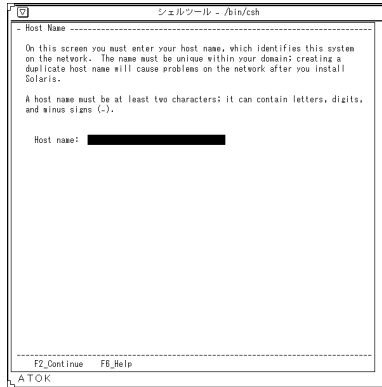 シェルツール - /bin/csh
- Host Name -----------------------------------------------------------------
On this screen you must enter your host name, which identifies this system
on the network. The name must be unique within your domain; creating a
duplicate host name will cause problems on the network after you install
Solaris.
A host name must be at least two characters; it can contain letters, digits,
and minus signs (-).
Host name:
-----------------------------------------------------------------------------
F2_Continue F6_Help
ATOK